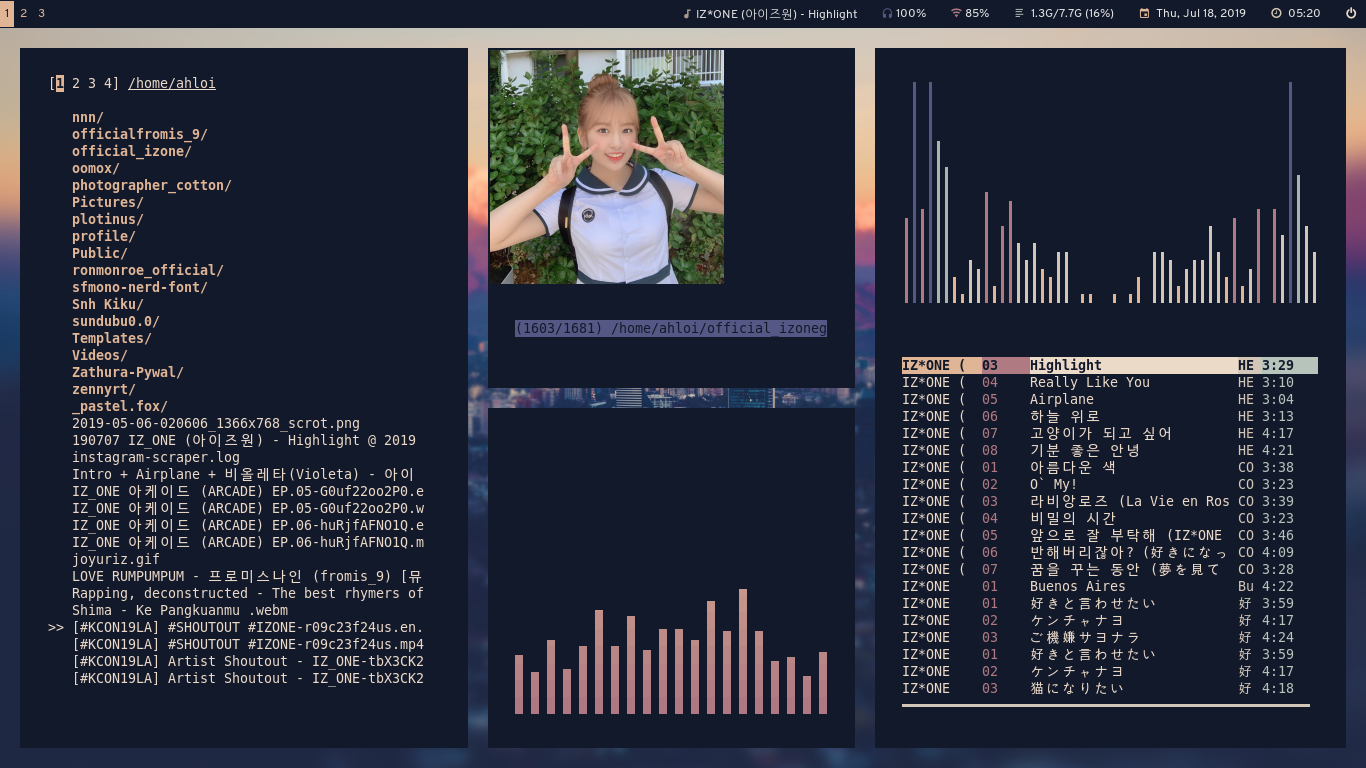 1 2 3
IZ*ONE (아이즈원) - Highlight
100%
85%
1.3G/7.7G (16%)
Thu, Jul 18, 2019
05:20
[1 2 3 4] /home/ahloi
nnn/
officialfromis_9/
official_izone/
oomox/
photographer_cotton/
Pictures/
plotinus/
profile/
Public/
ronmonroe_official/
sfmono-nerd-font/
Snh Kiku/
sundubu0.0/
Templates/
Videos/
Zathura-Pywal/
zennyrt/
_pastel.fox/
2019-05-06-020606_1366x768_scrot.png
190707 IZ_ONE (아이즈원) - Highlight @ 2019
instagram-scraper.log
Intro + Airplane + 비올레타(Violeta) - 아이
IZ_ONE 아케이드 (ARCADE) EP.05-G0uf22oo2P0.e
IZ_ONE 아케이드 (ARCADE) EP.05-G0uf22oo2P0.w
IZ_ONE 아케이드 (ARCADE) EP.06-huRjfAFNO1Q.e
IZ_ONE 아케이드 (ARCADE) EP.06-huRjfAFNO1Q.m
joyuriz.gif
LOVE RUMPUMPUM - 프로미스나인 (fromis_9) [뮤
Rapping, deconstructed - The best rhymes of
Shima - Ke Pangkuanmu .webm
>> [#KCON19LA] #SHOUTOUT #IZONE-r09c23f24us.en.
[#KCON19LA] #SHOUTOUT #IZONE-r09c23f24us.mp4
[#KCON19LA] Artist Shoutout - IZ_ONE-tbX3CK2
[#KCON19LA] Artist Shoutout - IZ_ONE-tbX3CK2
(1603/1681) /home/ahloi/official_izoneg
IZ*ONE ( 03 Highlight HE 3:29
IZ*ONE ( 04 Really Like You HE 3:10
IZ*ONE ( 05 Airplane HE 3:04
IZ*ONE ( 06 하늘 위로 HE 3:13
IZ*ONE ( 07 고양이가 되고 싶어 HE 4:17
IZ*ONE ( 08 기분 좋은 안녕 HE 4:21
IZ*ONE ( 01 아름다운 색 CO 3:38
IZ*ONE ( 02 O` My! CO 3:23
IZ*ONE ( 03 라비앙로즈 (La Vie en Ros CO 3:39
IZ*ONE ( 04 비밀의 시간 CO 3:23
IZ*ONE ( 05 앞으로 잘 부탁해 (IZ*ONE CO 3:46
IZ*ONE ( 06 반해버리잖아? (好きになっ CO 4:09
IZ*ONE ( 07 꿈을 꾸는 동안 (夢を見て CO 3:28
IZ*ONE 01 Buenos Aires Bu 4:22
IZ*ONE 01 好きと言わせたい 好 3:59
IZ*ONE 02 ケンチャナヨ 好 4:17
IZ*ONE 03 ご機嫌サヨナラ 好 4:24
IZ*ONE 01 好きと言わせたい 好 3:59
IZ*ONE 02 ケンチャナヨ 好 4:17
IZ*ONE 03 猫になりたい 好 4:18